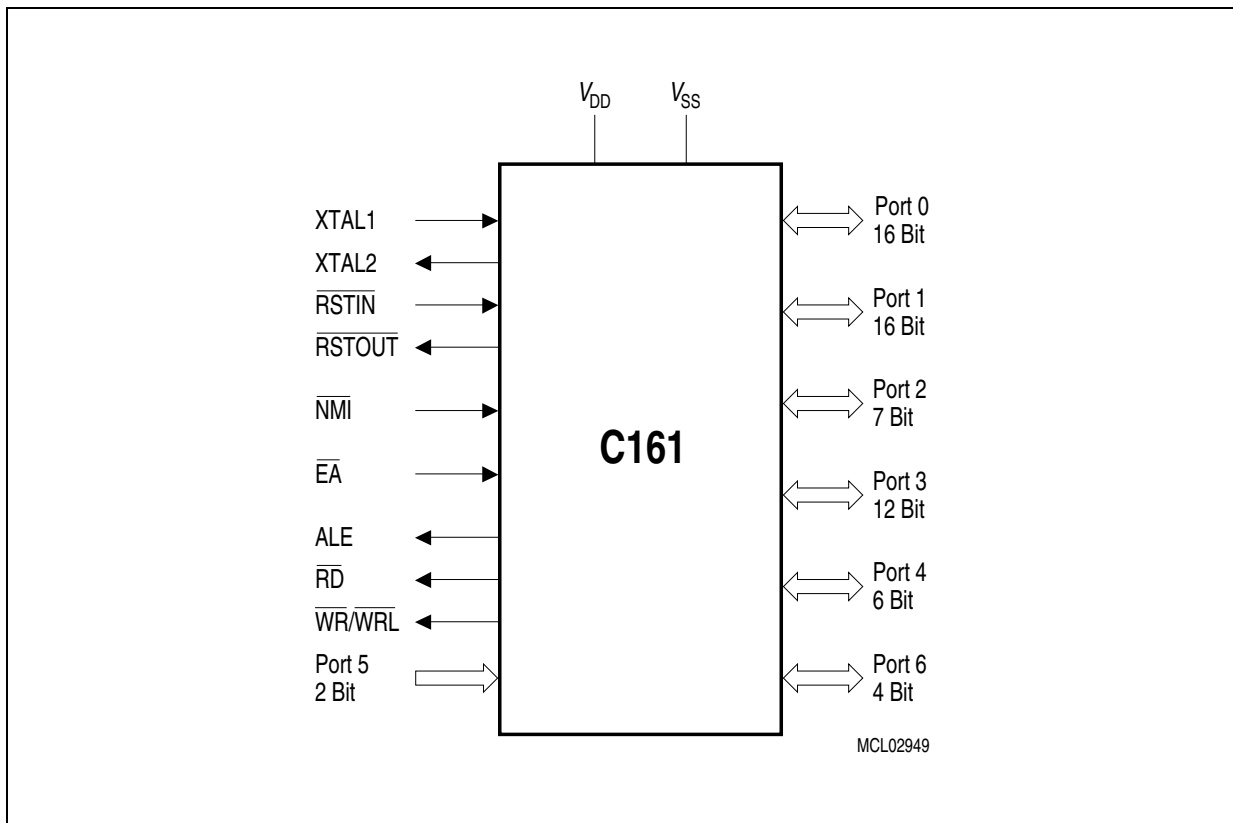 VDD
VSS
XTAL1
XTAL2
RSTIN
RSTOUT
NMI
EA
ALE
RD
WR/WRL
Port 5
2 Bit
C161
Port 0
16 Bit
Port 1
16 Bit
Port 2
7 Bit
Port 3
12 Bit
Port 4
6 Bit
Port 6
4 Bit
MCL02949